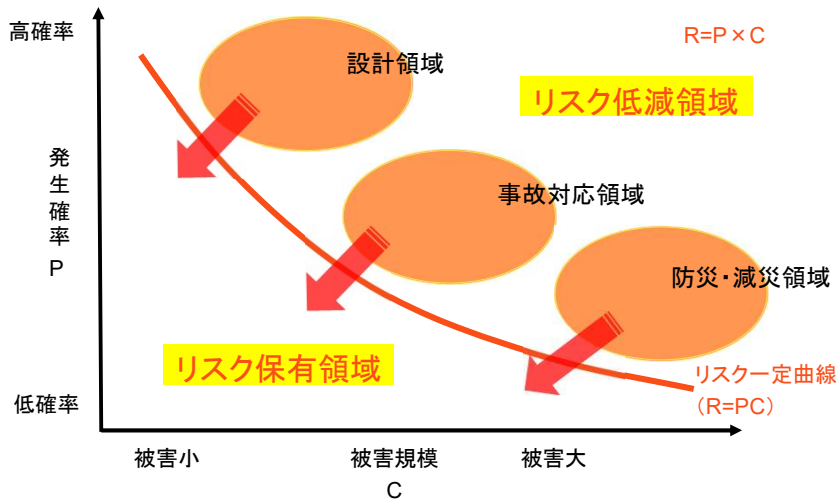 高確率
設計領域
R=P×C
リスク低減領域
発生確率
P
事故対応領域
防災・減災領域
リスク保有領域
リスク一定曲線
（R=PC）
低確率
被害小
被害規模
被害大
C